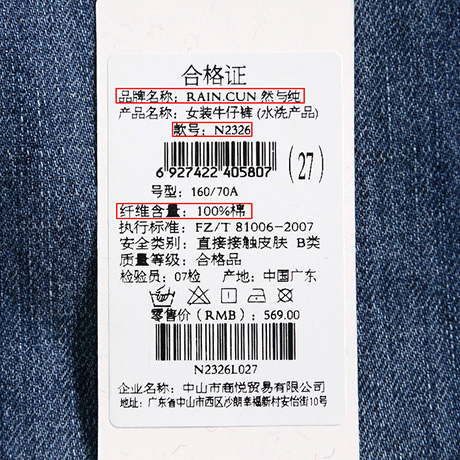 合格证
品牌名称: RAIN.CUN 然与纯
产品名称: 女装牛仔裤 (水洗产品)
款号: N2326
6 927422 405807
(27)
号型: 160/70A
纤维含量: 100%棉
执行标准: FZ/T 81006-2007
安全类别: 直接接触皮肤 B类
质量等级: 合格品
检验员: 07检 产地: 中国广东
零售价 (RMB): 569.00
N2326L027
企业名称: 中山市商悦贸易有限公司
地址: 广东省中山市西区沙朗幸福新村安怡街10号